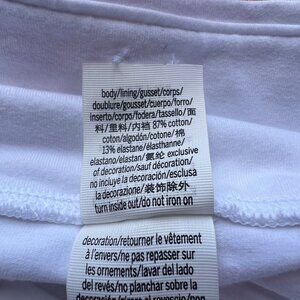 body/lining/gusset/corps/
doublure/gousset/cuerpo/forro/
inserto/corpo/fodera/tassello/面
料/里料/内裆 87% cotton/
coton/algodón/cotone/棉
13% elastane/élasthanne/
elastano/elastan/氨纶 exclusive
of decoration/sauf décoration/
no incluye la decoración/esclusa
la decorazione/装饰除外
turn inside out/do not iron on
decoration/retourner le vêtement
à l'envers/ne pas repasser sur
les ornements/lavar del lado
del revés/no planchar sobre la
decoración